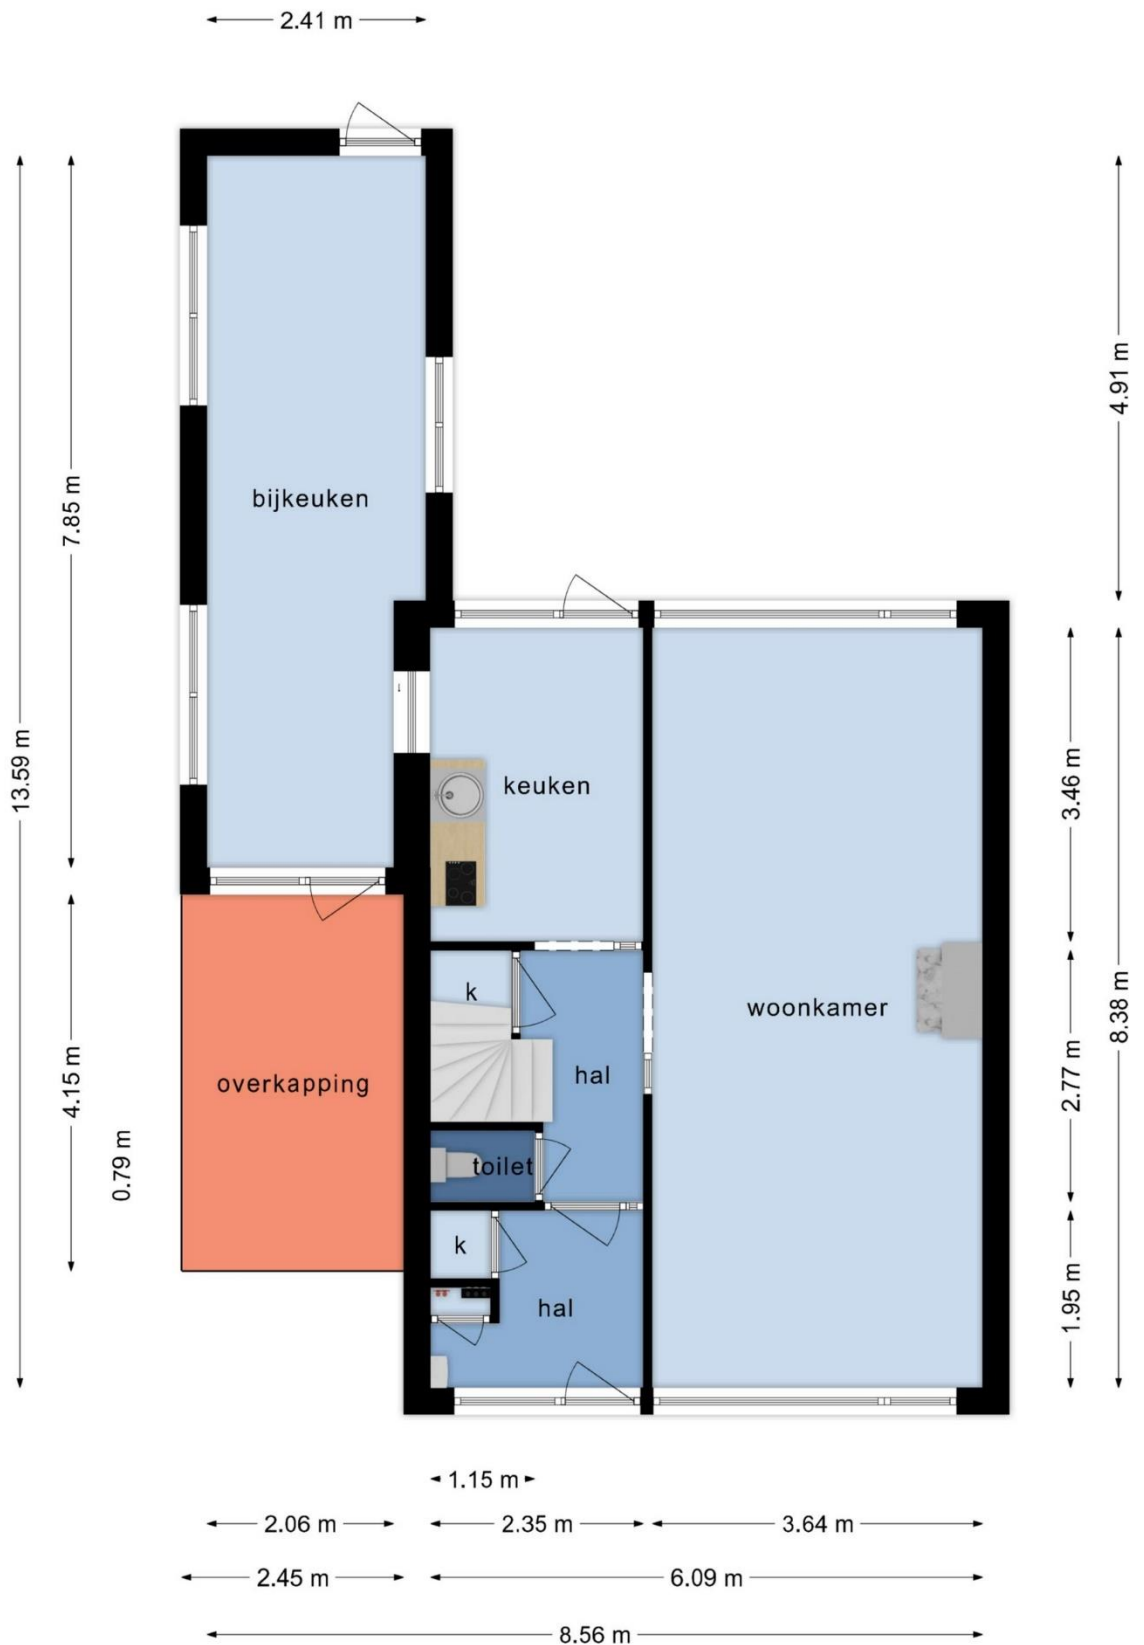 2.41 m
4.91 m
7.85 m
bijkeuken
13.59 m
keuken
3.46 m
k
woonkamer
8.38 m
hal
overkapping
4.15 m
2.77 m
0.79 m
toilet
k
hal
1.95 m
1.15 m
2.06 m
2.35 m
3.64 m
2.45 m
6.09 m
8.56 m